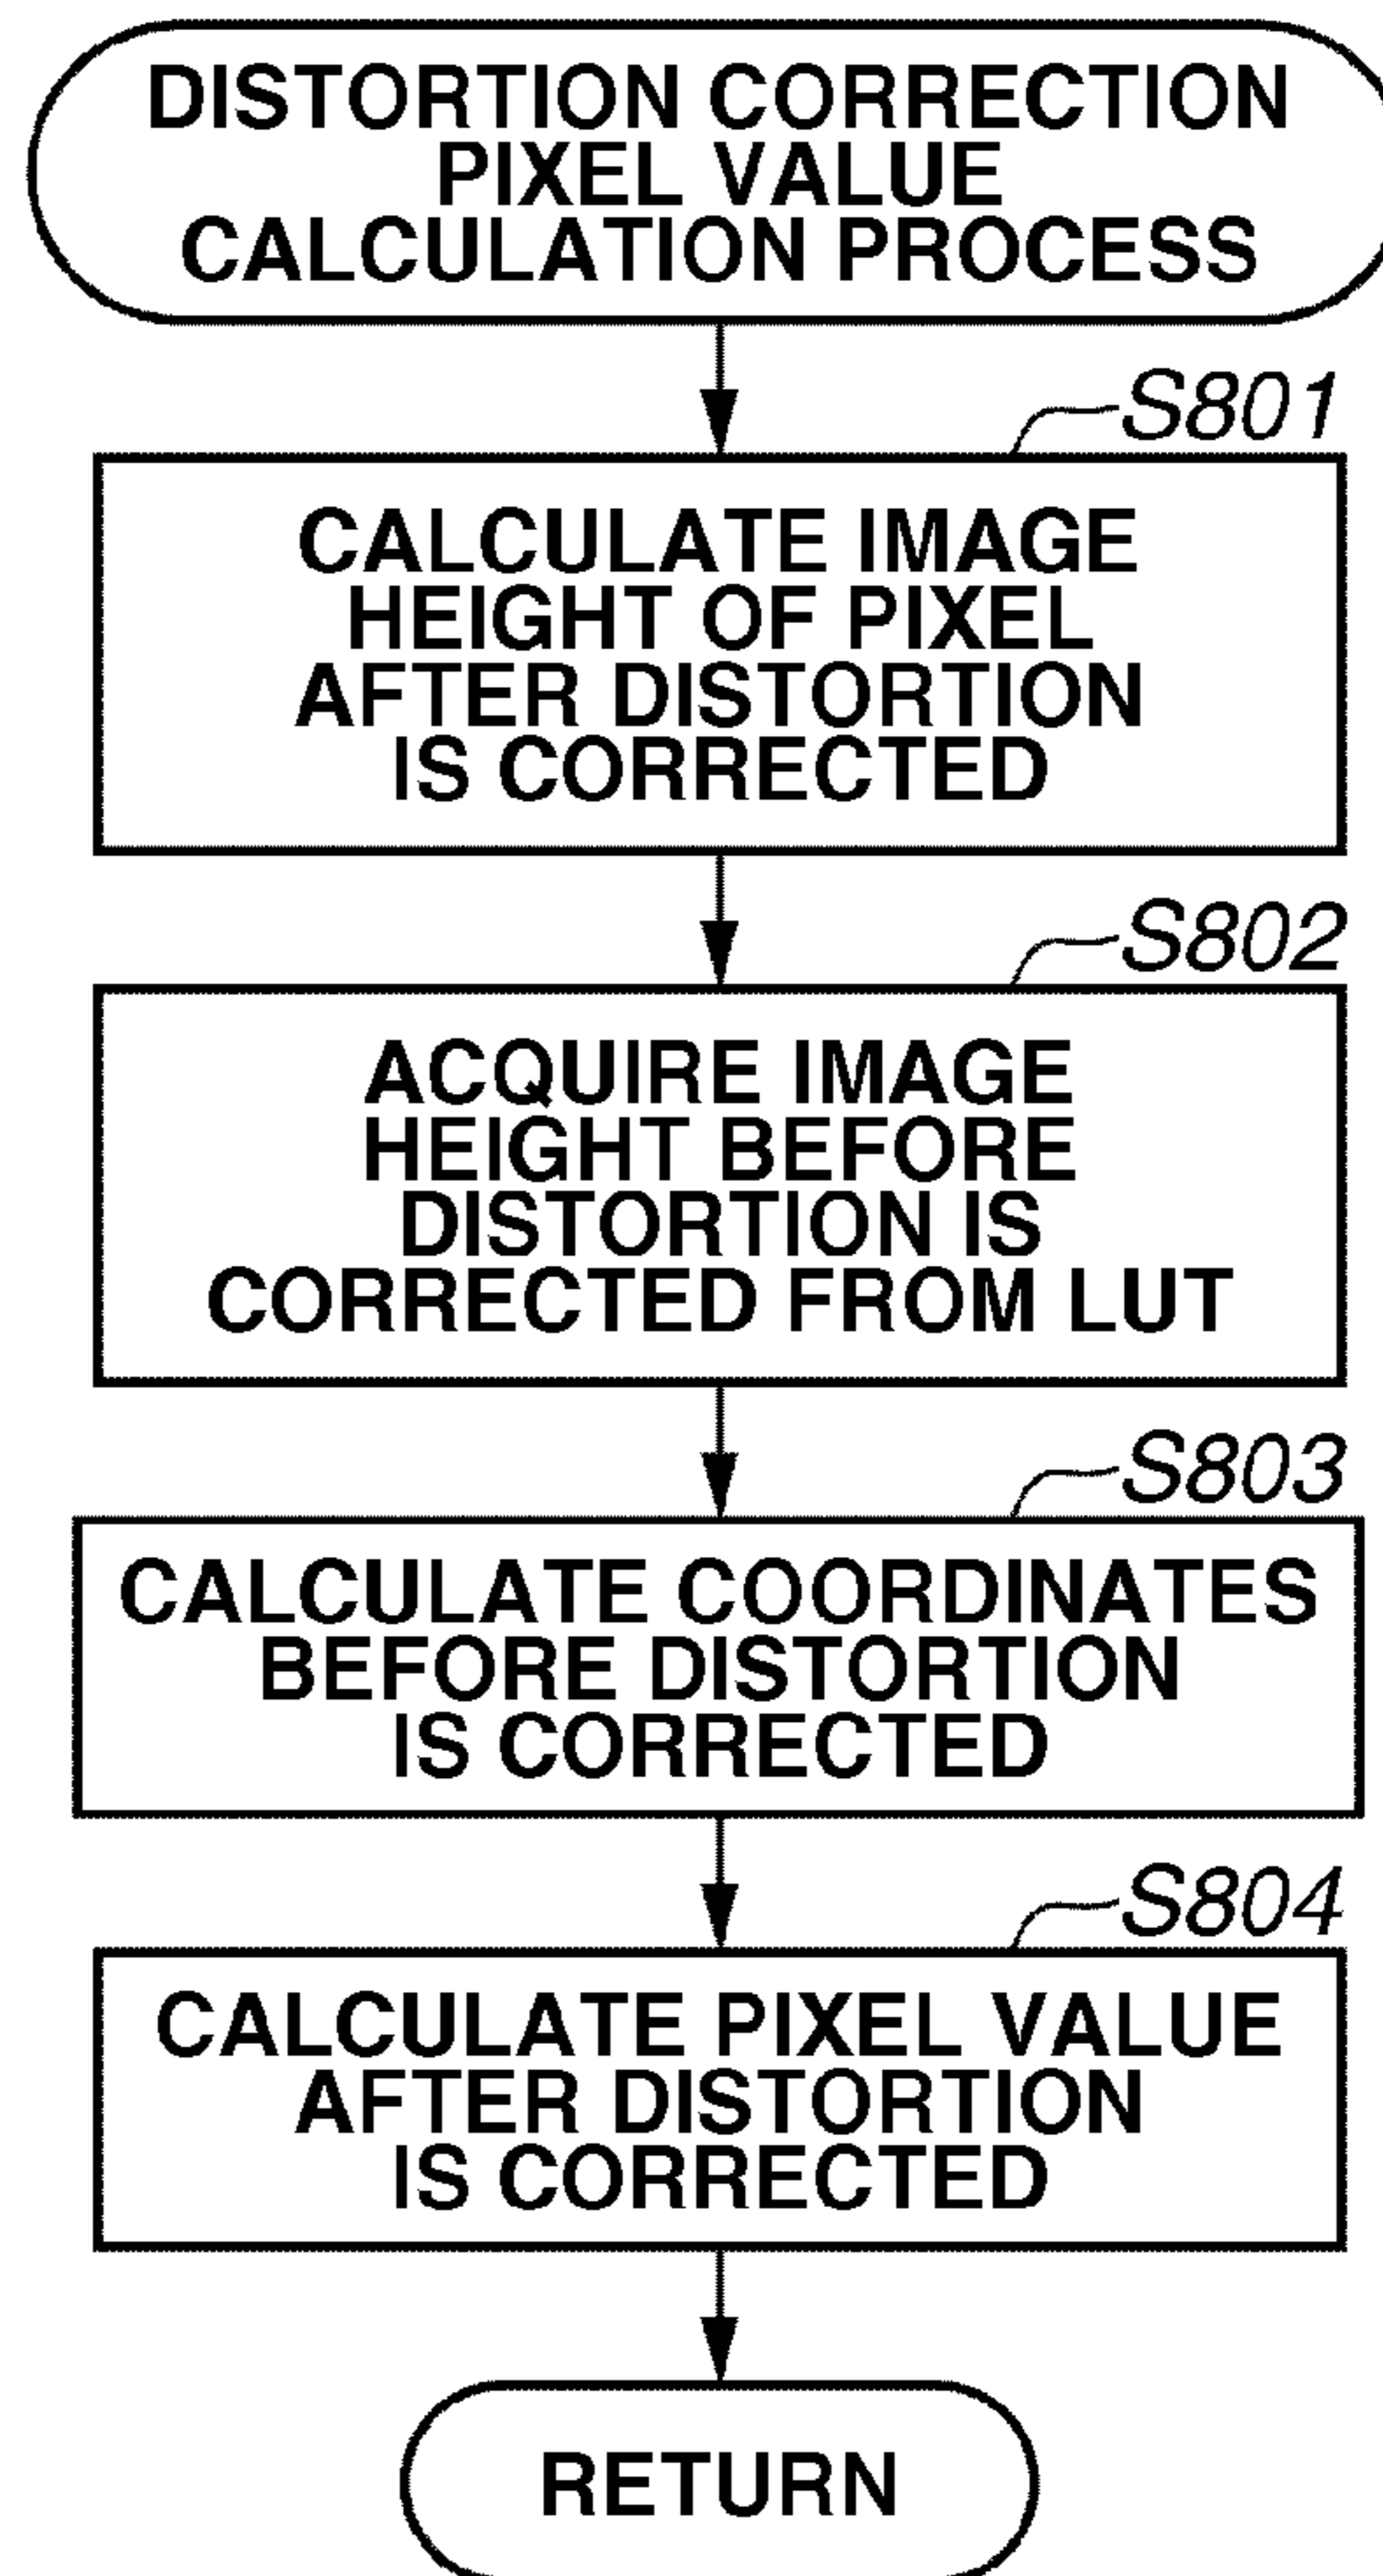 DISTORTION CORRECTION
PIXEL VALUE
CALCULATION PROCESS
S801
CALCULATE IMAGE
HEIGHT OF PIXEL
AFTER DISTORTION
IS CORRECTED
S802
ACQUIRE IMAGE
HEIGHT BEFORE
DISTORTION IS
CORRECTED FROM LUT
S803
CALCULATE COORDINATES
BEFORE DISTORTION
IS CORRECTED
S804
CALCULATE PIXEL VALUE
AFTER DISTORTION
IS CORRECTED
RETURN